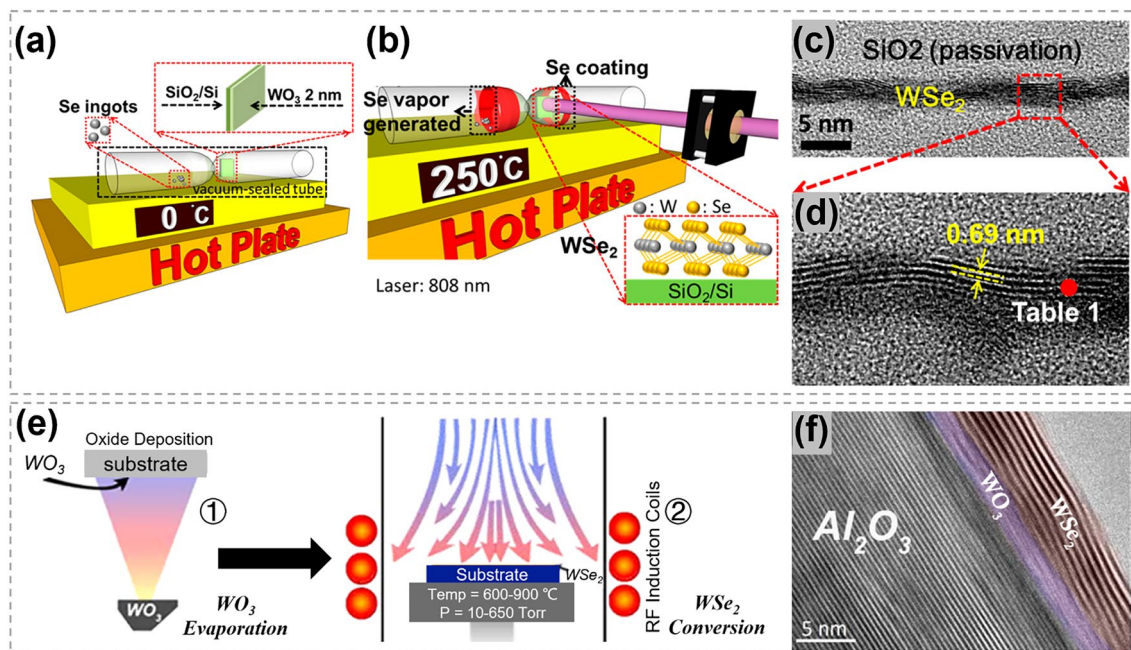 (a)
SiO₂/Si
WO₃ 2 nm
Se ingots
vacuum-sealed tube
0 °C
Hot Plate
(b)
Se coating
Se vapor
generated
250°C
Hot Plate
: W
: Se
WSe₂
SiO₂/Si
Laser: 808 nm
(c)
SiO2 (passivation)
WSe₂
5 nm
(d)
0.69 nm
Table 1
(e)
Oxide Deposition
substrate
WO₃
①
WO₃
WO₃
Evaporation
②
Substrate
WSe₂
Temp = 600-900 ℃
P = 10-650 Torr
RF Induction Coils
WSe₂
Conversion
(f)
Al₂O₃
WO₃
WSe₂
5 nm